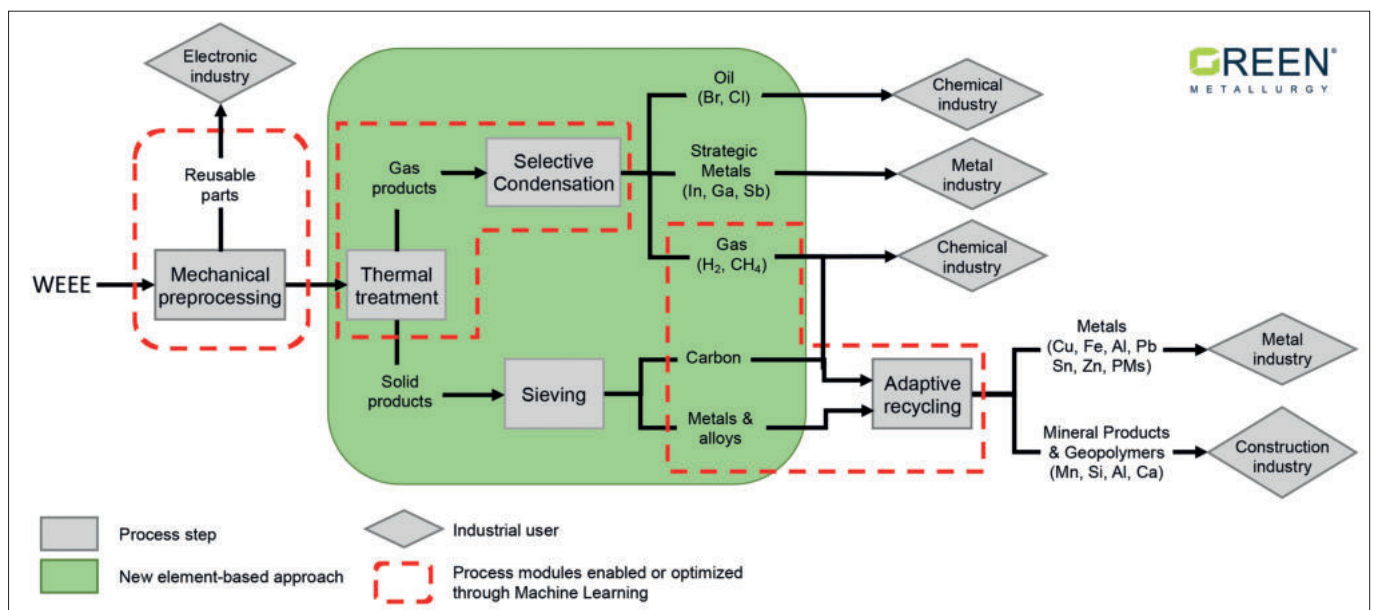 Electronic
industry
GREEN®
METALLURGY
Oil
(Br, Cl)
Chemical
industry
Reusable
parts
Gas
products
Selective
Condensation
Strategic
Metals
(In, Ga, Sb)
Metal
industry
WEEE
Mechanical
preprocessing
Thermal
treatment
Gas
(H₂, CH₄)
Chemical
industry
Solid
products
Sieving
Carbon
Metals &
alloys
Adaptive
recycling
Metals
(Cu, Fe, Al, Pb
Sn, Zn, PMs)
Metal
industry
Mineral Products
& Geopolymers
(Mn, Si, Al, Ca)
Construction
industry
Process step
Industrial user
New element-based approach
Process modules enabled or optimized
through Machine Learning